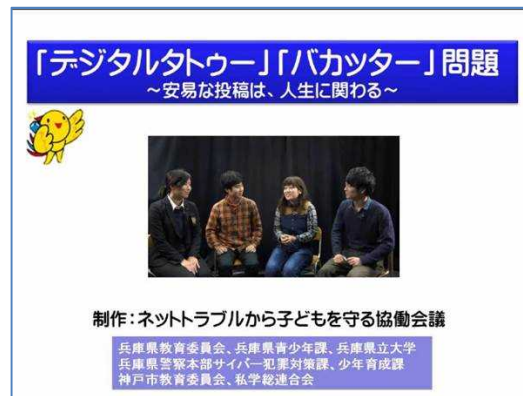 「デジタルタトゥー」「バカッター」問題
～安易な投稿は、人生に関わる～
制作：ネットトラブルから子どもを守る協働会議
兵庫県教育委員会、兵庫県青少年課、兵庫県立大学
兵庫県警察本部サイバー犯罪対策課、少年育成課
神戸市教育委員会、私学総連合会